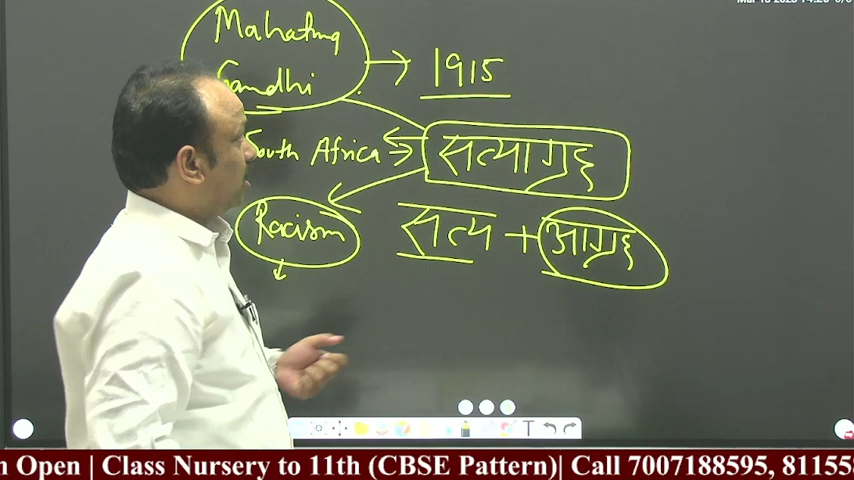 Mahatma
Gandhi → 1915
South Africa → सत्याग्रह
Racism सत्य + आग्रह
T
n Open | Class Nursery to 11th (CBSE Pattern)| Call 7007188595, 81155